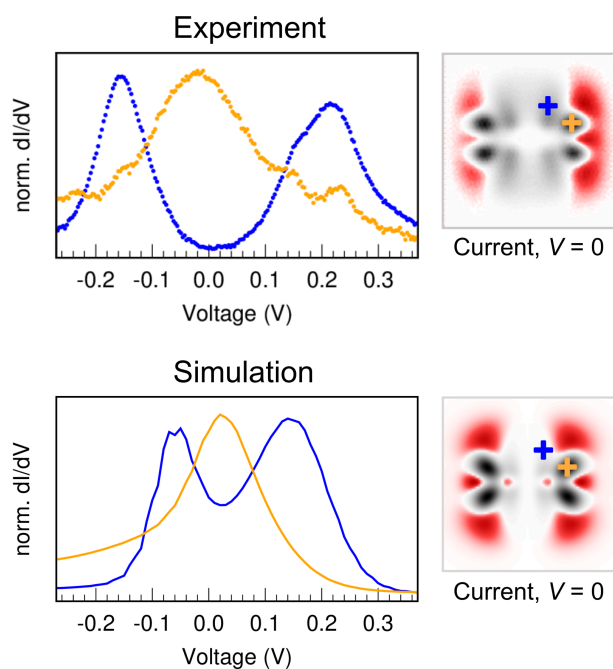 Experiment
norm. dI/dV
-0.2 -0.1 0.0 0.1 0.2 0.3
Voltage (V)
Current, V = 0
Simulation
norm. dI/dV
-0.2 -0.1 0.0 0.1 0.2 0.3
Voltage (V)
Current, V = 0